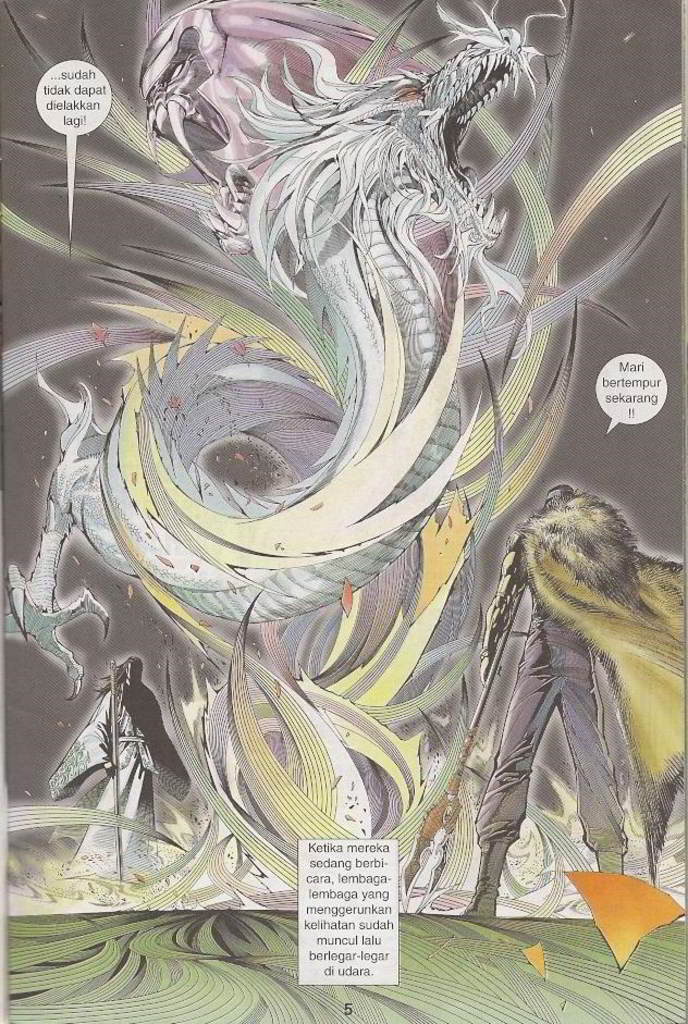 ...sudah
tidak dapat
dielakkan
lagi!
Mari
bertempur
sekarang
!!
Ketika mereka
sedang berbi-
cara, lembaga-
lembaga yang
menggerunkan
kelihatan sudah
muncul lalu
berlegar-legar
di udara.
5